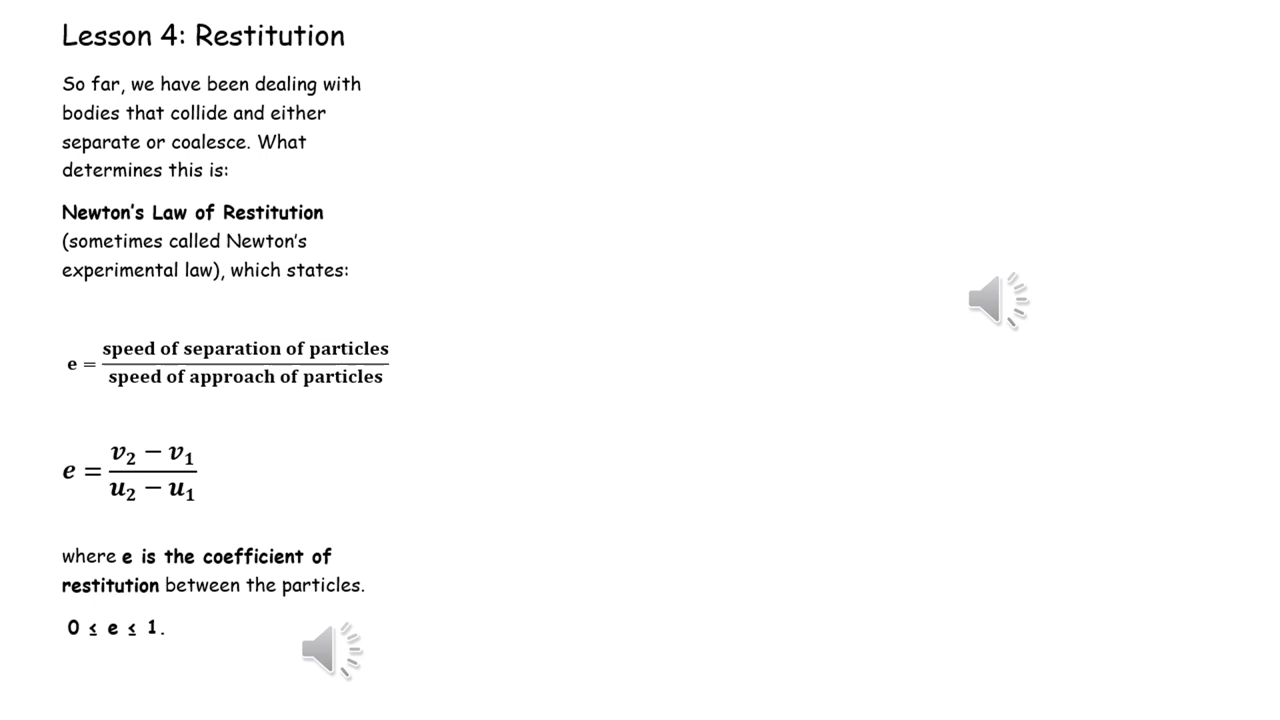 Lesson 4: Restitution
So far, we have been dealing with
bodies that collide and either
separate or coalesce. What
determines this is:
Newton's Law of Restitution
(sometimes called Newton's
experimental law), which states:
e = speed of separation of particles / speed of approach of particles
e = v₂ − v₁ / u₂ − u₁
where e is the coefficient of
restitution between the particles.
0 ≤ e ≤ 1.